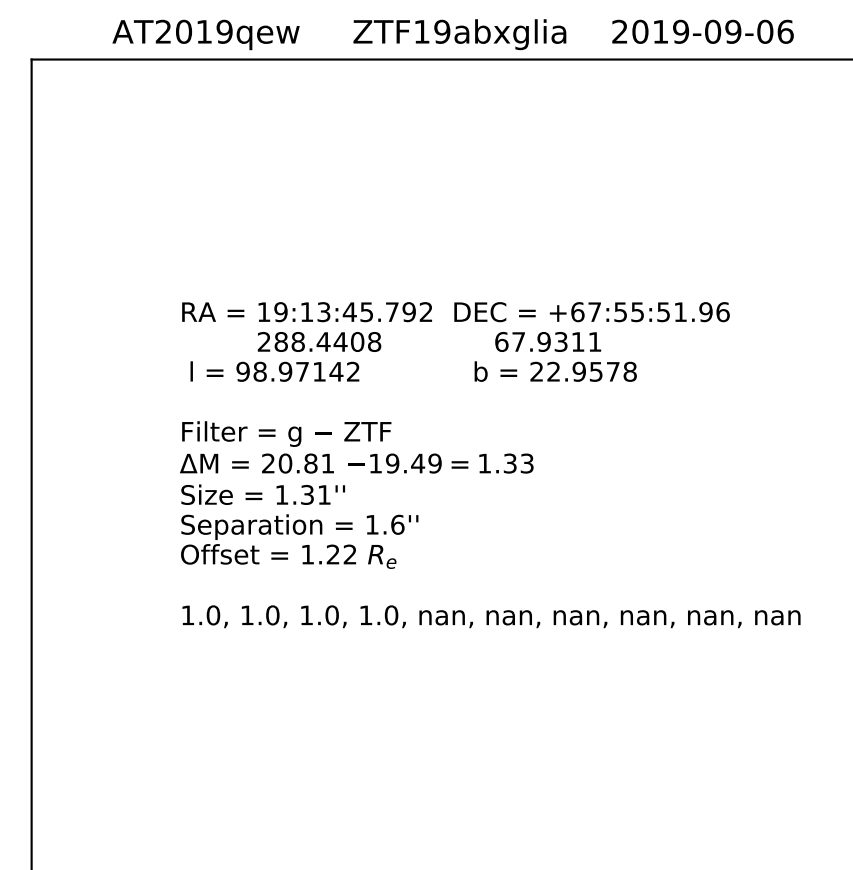 AT2019qew ZTF19abxglia 2019-09-06
RA = 19:13:45.792 DEC = +67:55:51.96
288.4408 67.9311
l = 98.97142 b = 22.9578
Filter = g − ZTF
ΔM = 20.81 −19.49 = 1.33
Size = 1.31''
Separation = 1.6''
Offset = 1.22 Re
1.0, 1.0, 1.0, 1.0, nan, nan, nan, nan, nan, nan